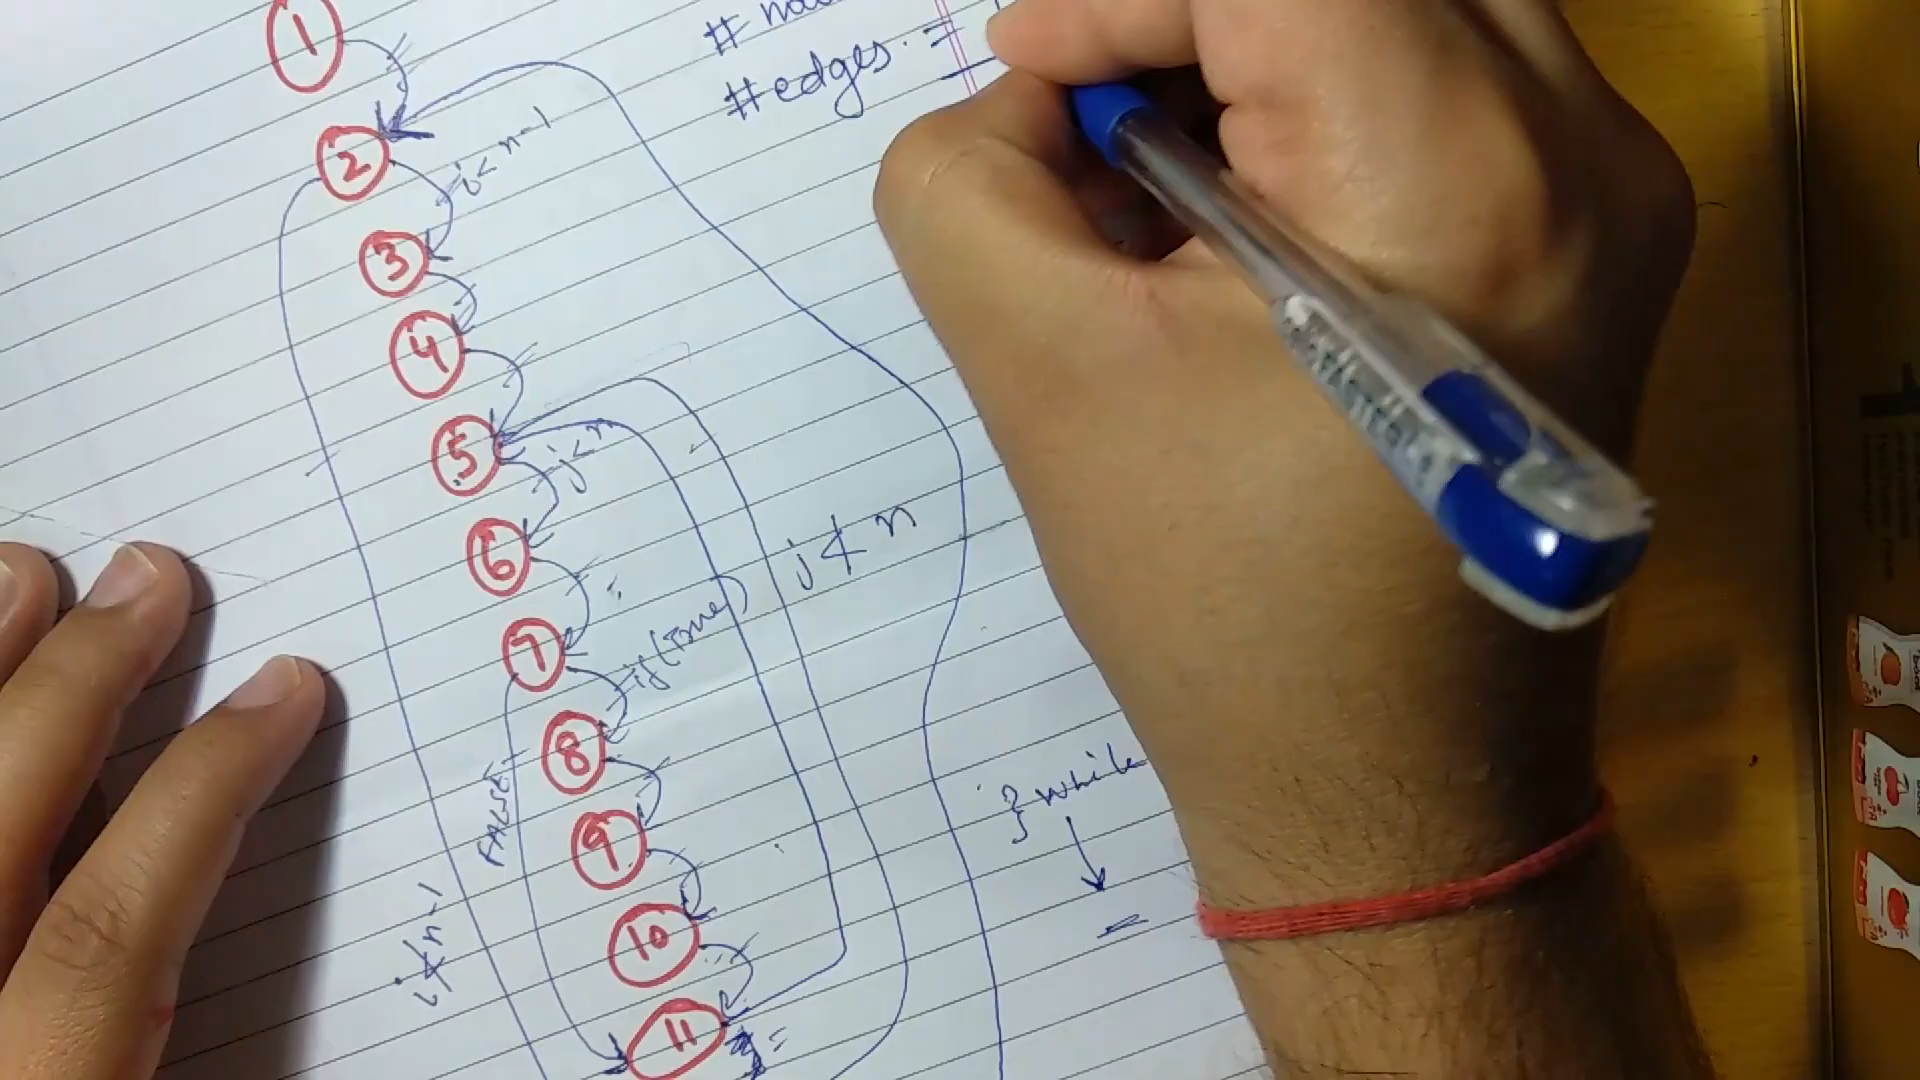 1
#
#edges. =
2
i< n-1
3
4
5
j<n
6
j ≮ n
7
if(True)
8
} while
FALSE
9
i≮n-1
10
11